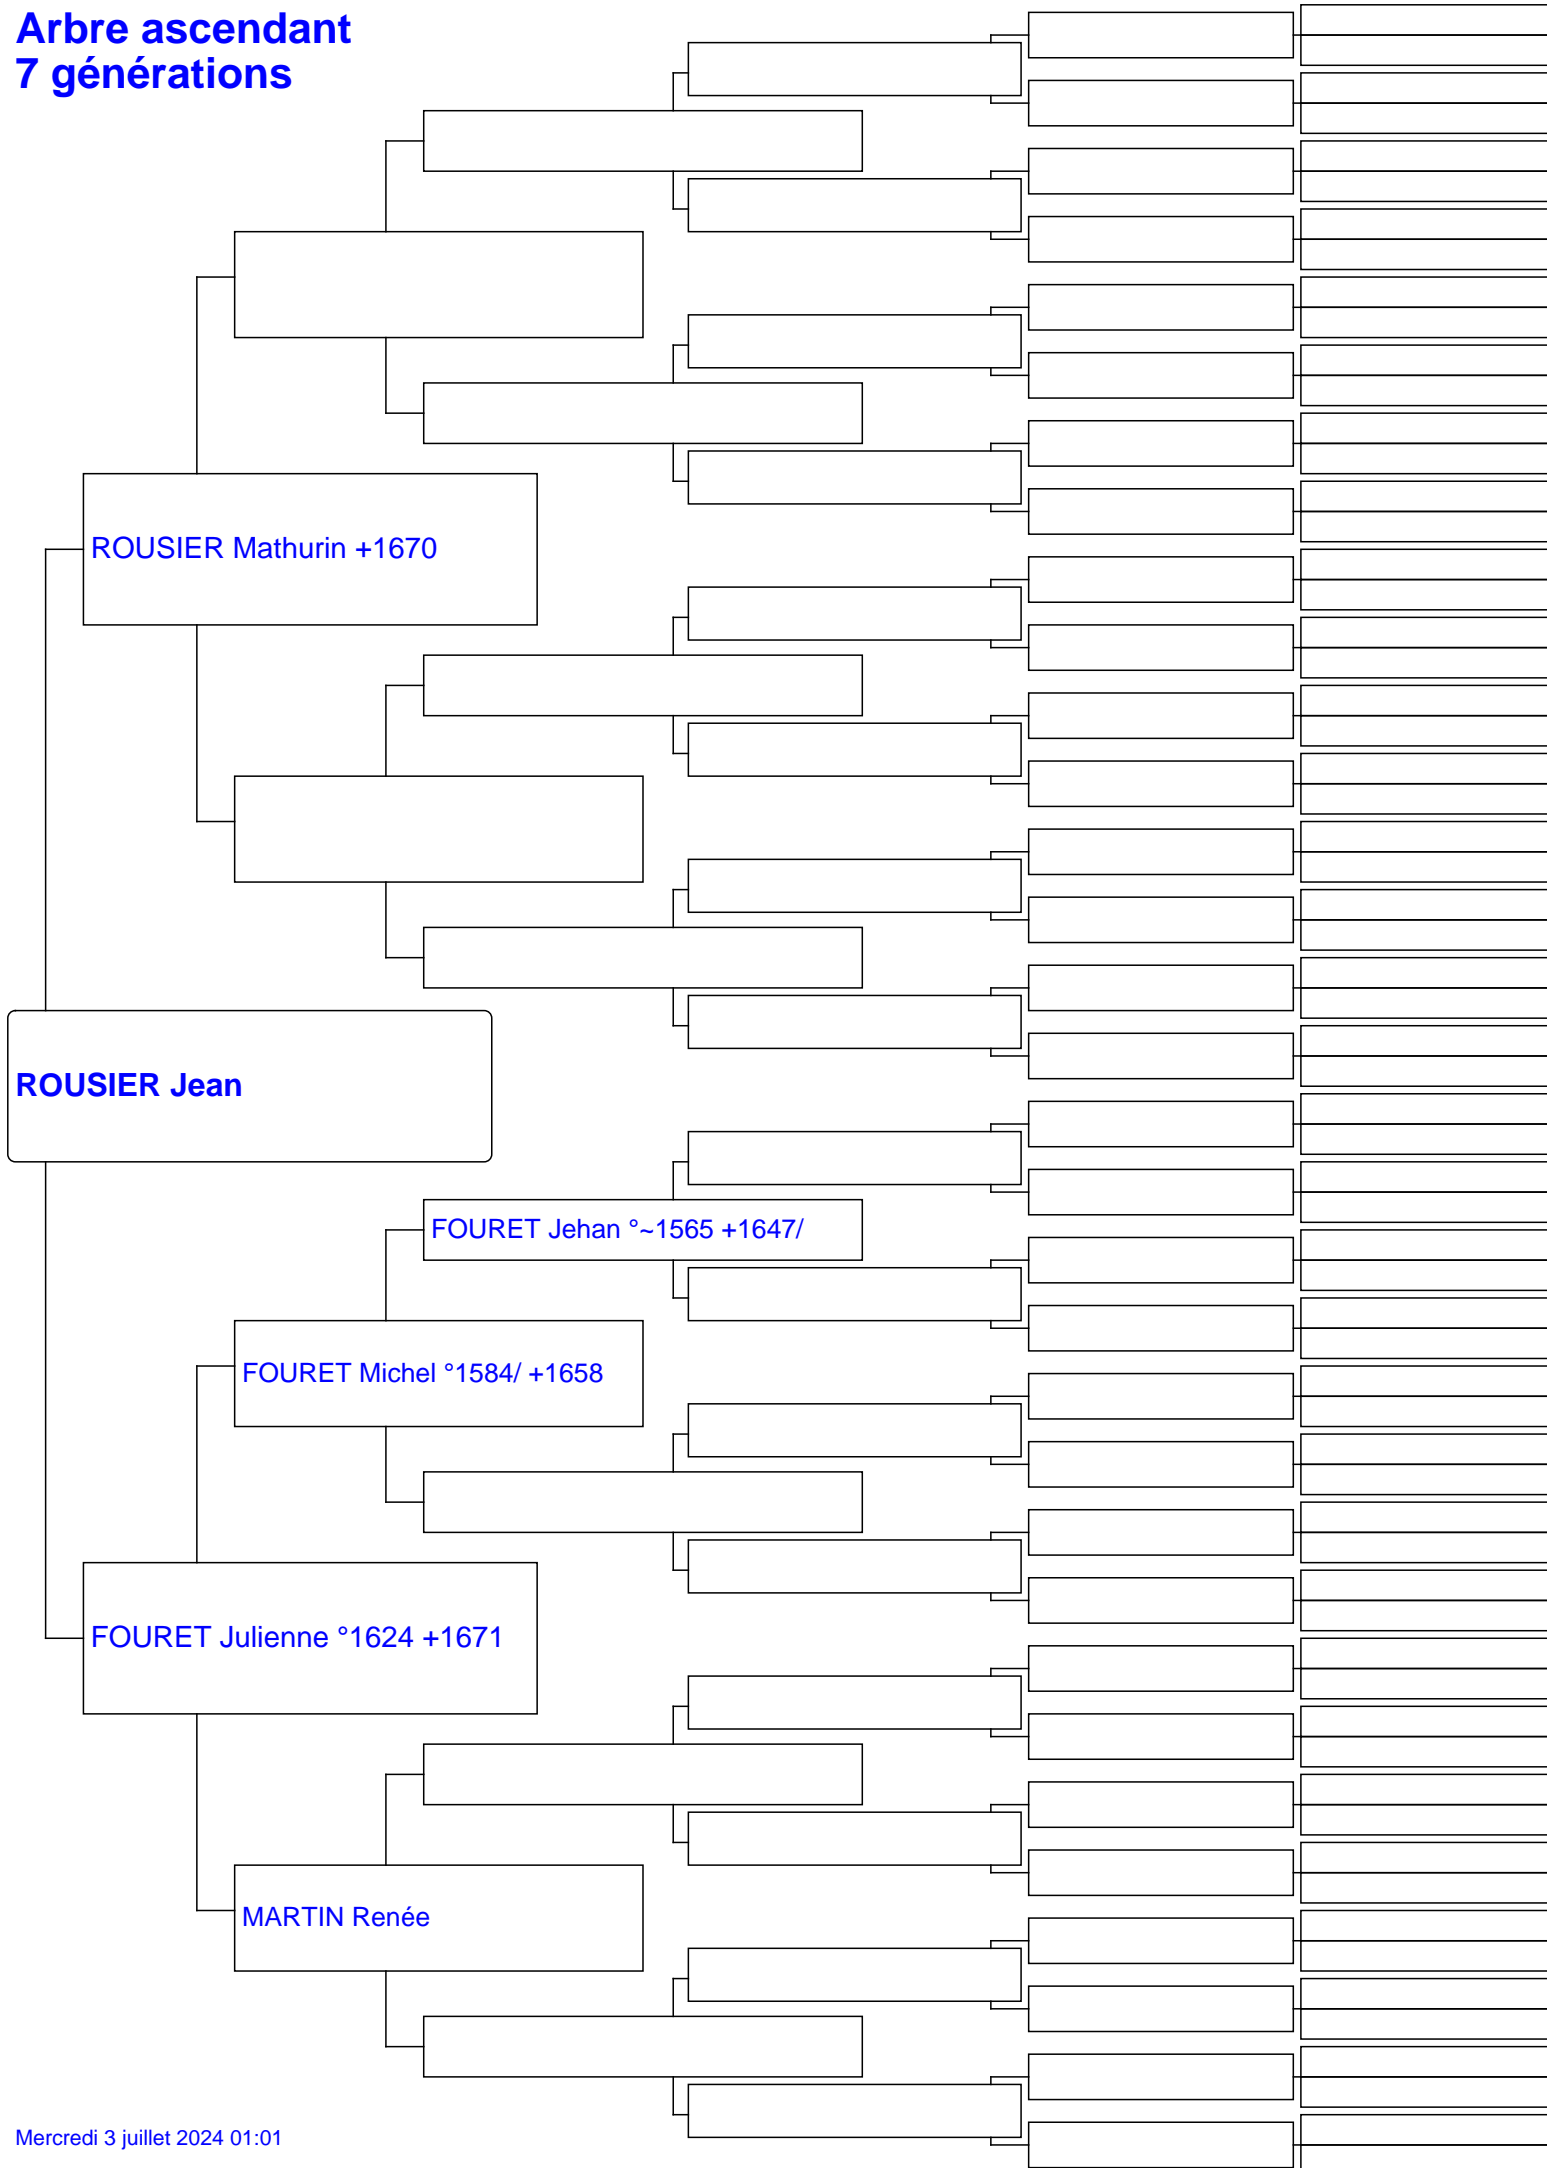 Arbre ascendant
7 générations
ROUSIER Mathurin +1670
ROUSIER Jean
FOURET Jehan °~1565 +1647/
FOURET Michel °1584/ +1658
FOURET Julienne °1624 +1671
MARTIN Renée
Mercredi 3 juillet 2024 01:01